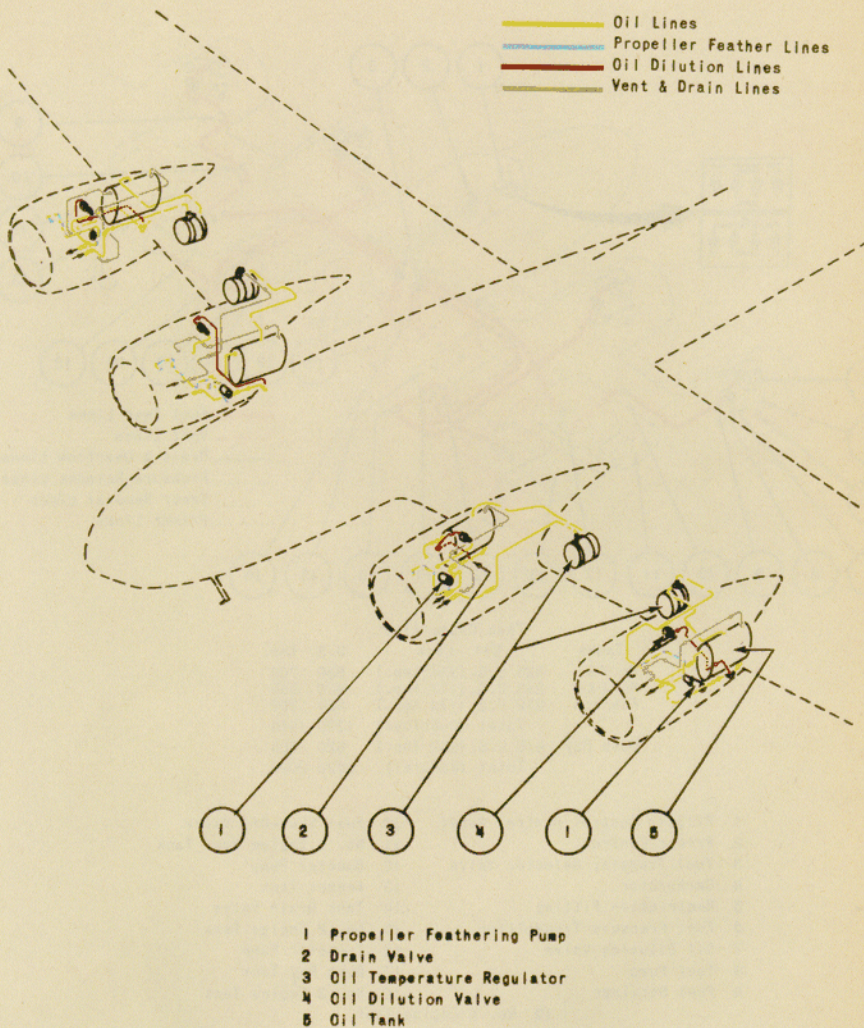 Oil Lines
Propeller Feather Lines
Oil Dilution Lines
Vent & Drain Lines
1 2 3 4 1 5
1 Propeller Feathering Pump
2 Drain Valve
3 Oil Temperature Regulator
4 Oil Dilution Valve
5 Oil Tank